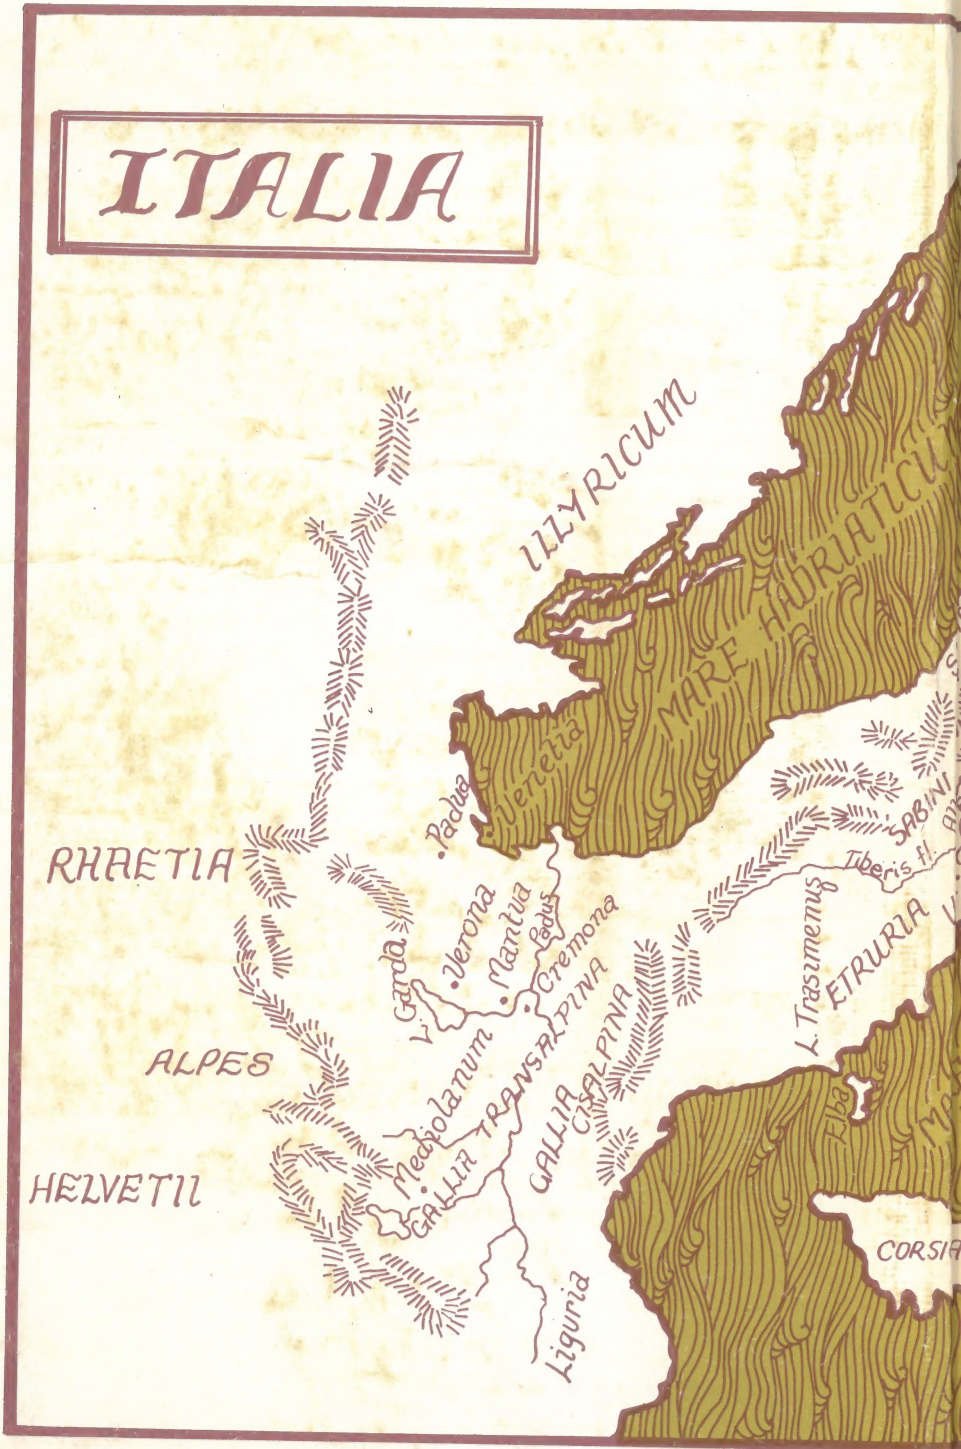 ITALIA
ILLYRICUM
MARE HADRIATICU
Venetia
Padua
RHAETIA
SABINI
Tiberis fl.
Verona
Mantua
Padus
Cremona
L. Garda
L. Trasimenus
ETRURIA
ALPES
Mediolanum
GALLIA TRANSALPINA
GALLIA
CISALPINA
Elba
MA
HELVETII
CORSIA
Liguria